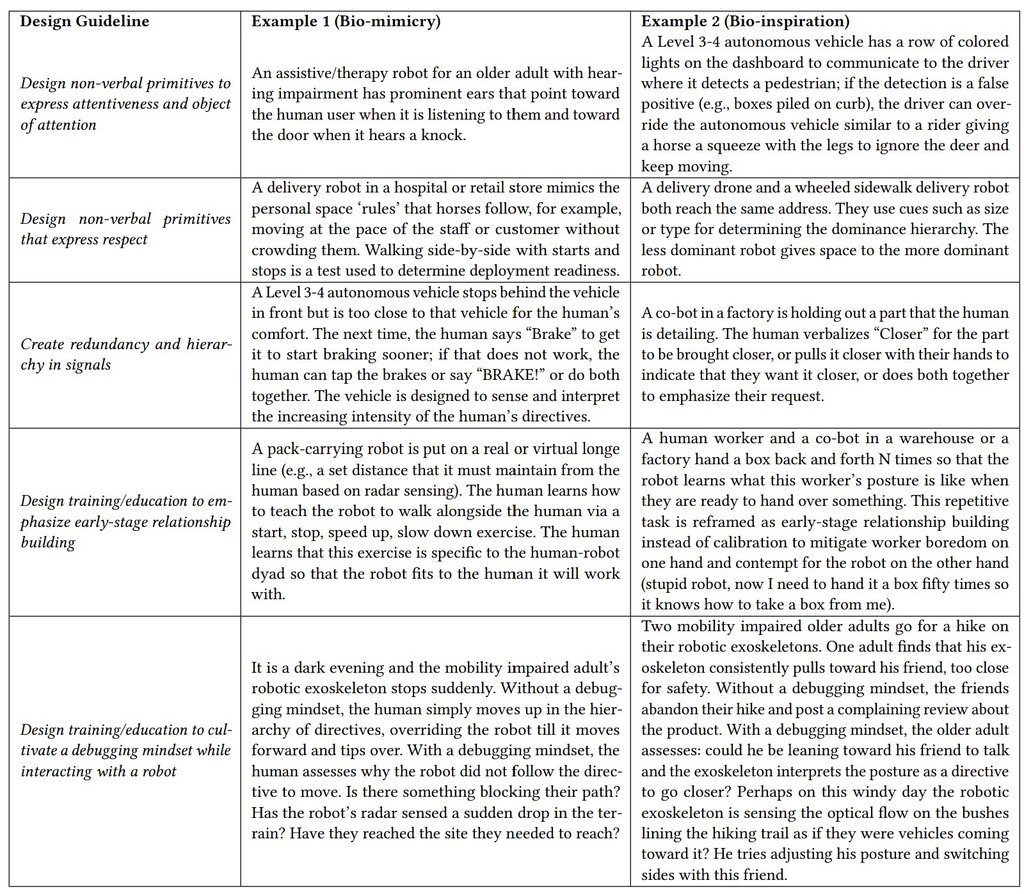 Design Guideline
Example 1 (Bio-mimicry)
Example 2 (Bio-inspiration)
Design non-verbal primitives to
express attentiveness and object
of attention
An assistive/therapy robot for an older adult with hear-
ing impairment has prominent ears that point toward
the human user when it is listening to them and toward
the door when it hears a knock.
A Level 3-4 autonomous vehicle has a row of colored
lights on the dashboard to communicate to the driver
where it detects a pedestrian; if the detection is a false
positive (e.g., boxes piled on curb), the driver can over-
ride the autonomous vehicle similar to a rider giving
a horse a squeeze with the legs to ignore the deer and
keep moving.
Design non-verbal primitives
that express respect
A delivery robot in a hospital or retail store mimics the
personal space ‘rules’ that horses follow, for example,
moving at the pace of the staff or customer without
crowding them. Walking side-by-side with starts and
stops is a test used to determine deployment readiness.
A delivery drone and a wheeled sidewalk delivery robot
both reach the same address. They use cues such as size
or type for determining the dominance hierarchy. The
less dominant robot gives space to the more dominant
robot.
Create redundancy and hierar-
chy in signals
A Level 3-4 autonomous vehicle stops behind the vehicle
in front but is too close to that vehicle for the human’s
comfort. The next time, the human says “Brake” to get
it to start braking sooner; if that does not work, the
human can tap the brakes or say “BRAKE!” or do both
together. The vehicle is designed to sense and interpret
the increasing intensity of the human’s directives.
A co-bot in a factory is holding out a part that the human
is detailing. The human verbalizes “Closer” for the part
to be brought closer, or pulls it closer with their hands to
indicate that they want it closer, or does both together
to emphasize their request.
Design training/education to em-
phasize early-stage relationship
building
A pack-carrying robot is put on a real or virtual longe
line (e.g., a set distance that it must maintain from the
human based on radar sensing). The human learns how
to teach the robot to walk alongside the human via a
start, stop, speed up, slow down exercise. The human
learns that this exercise is specific to the human-robot
dyad so that the robot fits to the human it will work
with.
A human worker and a co-bot in a warehouse or a
factory hand a box back and forth N times so that the
robot learns what this worker’s posture is like when
they are ready to hand over something. This repetitive
task is reframed as early-stage relationship building
instead of calibration to mitigate worker boredom on
one hand and contempt for the robot on the other hand
(stupid robot, now I need to hand it a box fifty times so
it knows how to take a box from me).
Design training/education to cul-
tivate a debugging mindset while
interacting with a robot
It is a dark evening and the mobility impaired adult’s
robotic exoskeleton stops suddenly. Without a debug-
ging mindset, the human simply moves up in the hier-
archy of directives, overriding the robot till it moves
forward and tips over. With a debugging mindset, the
human assesses why the robot did not follow the direc-
tive to move. Is there something blocking their path?
Has the robot’s radar sensed a sudden drop in the ter-
rain? Have they reached the site they needed to reach?
Two mobility impaired older adults go for a hike on
their robotic exoskeletons. One adult finds that his ex-
oskeleton consistently pulls toward his friend, too close
for safety. Without a debugging mindset, the friends
abandon their hike and post a complaining review about
the product. With a debugging mindset, the older adult
assesses: could he be leaning toward his friend to talk
and the exoskeleton interprets the posture as a directive
to go closer? Perhaps on this windy day the robotic
exoskeleton is sensing the optical flow on the bushes
lining the hiking trail as if they were vehicles coming
toward it? He tries adjusting his posture and switching
sides with this friend.